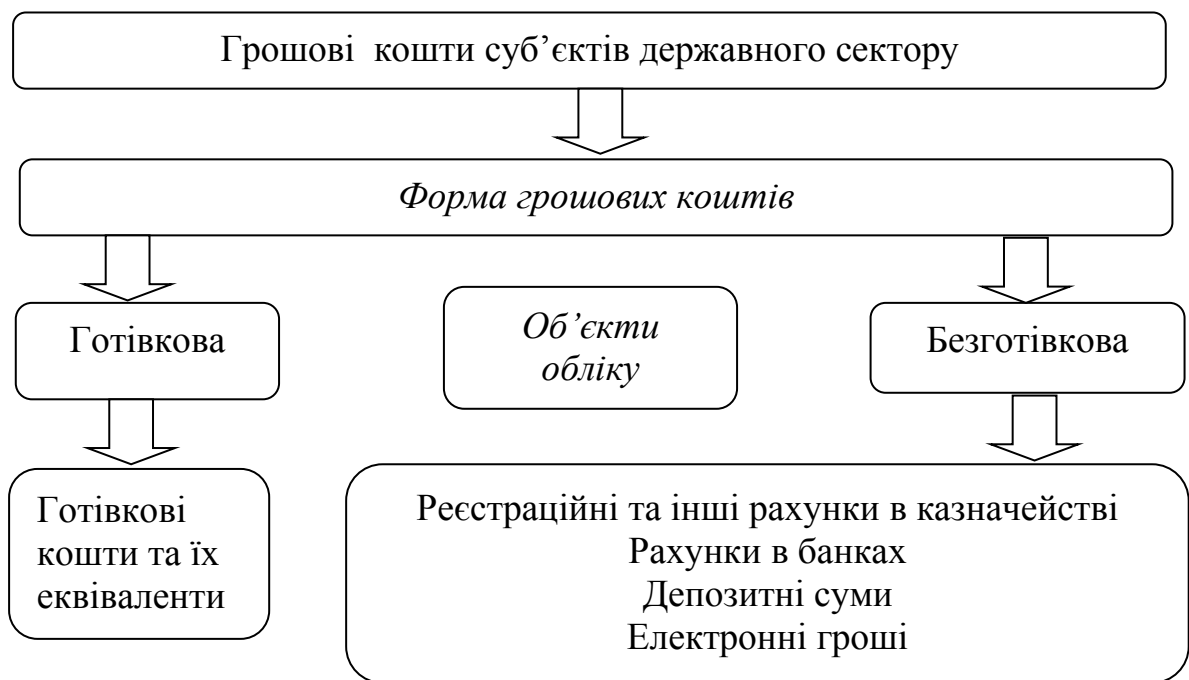 Грошові кошти суб’єктів державного сектору
Форма грошових коштів
Готівкова
Об’єкти
обліку
Безготівкова
Готівкові
кошти та їх
еквіваленти
Реєстраційні та інші рахунки в казначействі
Рахунки в банках
Депозитні суми
Електронні гроші